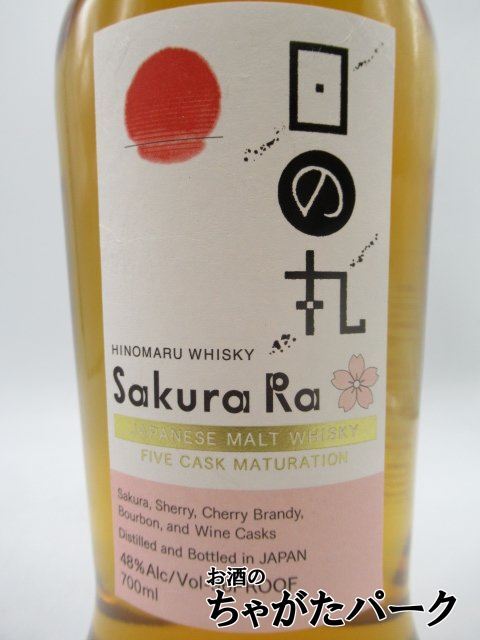 日の丸
HINOMARU WHISKY
Sakura Ra
JAPANESE MALT WHISKY
FIVE CASK MATURATION
Sakura, Sherry, Cherry Brandy,
Bourbon, and Wine Casks
Distilled and Bottled in JAPAN
48%Alc/Vol PROOF
700ml
お酒の
ちゃがたパーク